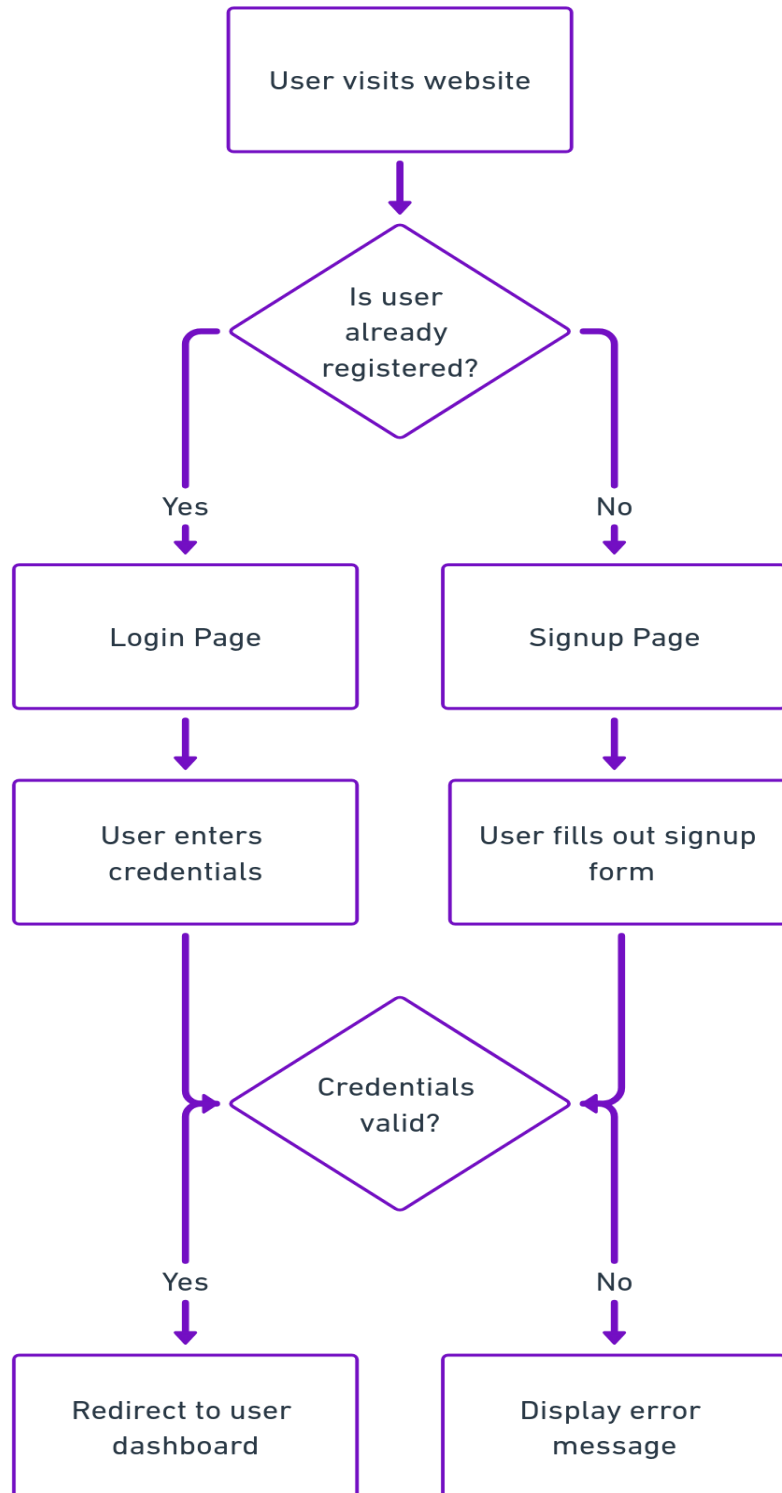 User visits website
Is user
already
registered?
Yes
No
Login Page
Signup Page
User enters
credentials
User fills out signup
form
Credentials
valid?
Yes
No
Redirect to user
dashboard
Display error
message